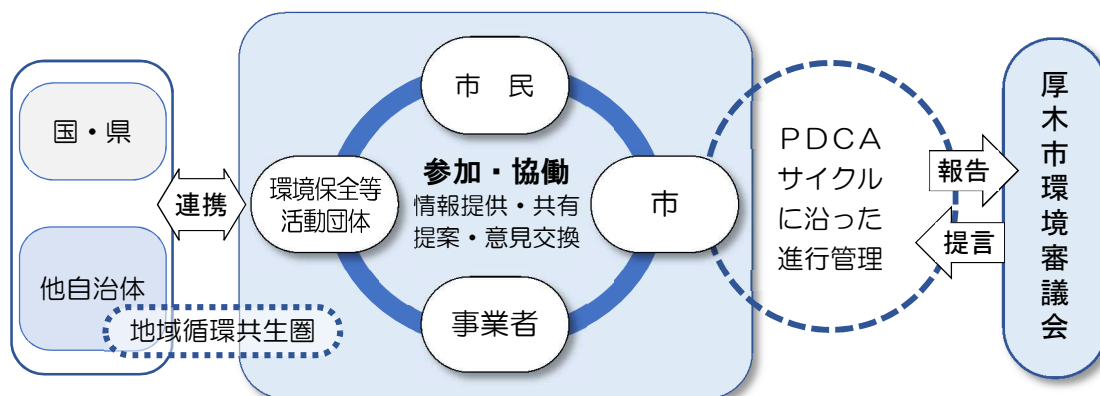 国・県
他自治体
地域循環共生圏
連携
市　民
環境保全等
活動団体
参加・協働
情報提供・共有
提案・意見交換
市
事業者
ＰＤＣＡ
サイクル
に沿った
進行管理
報告
提言
厚木市環境審議会